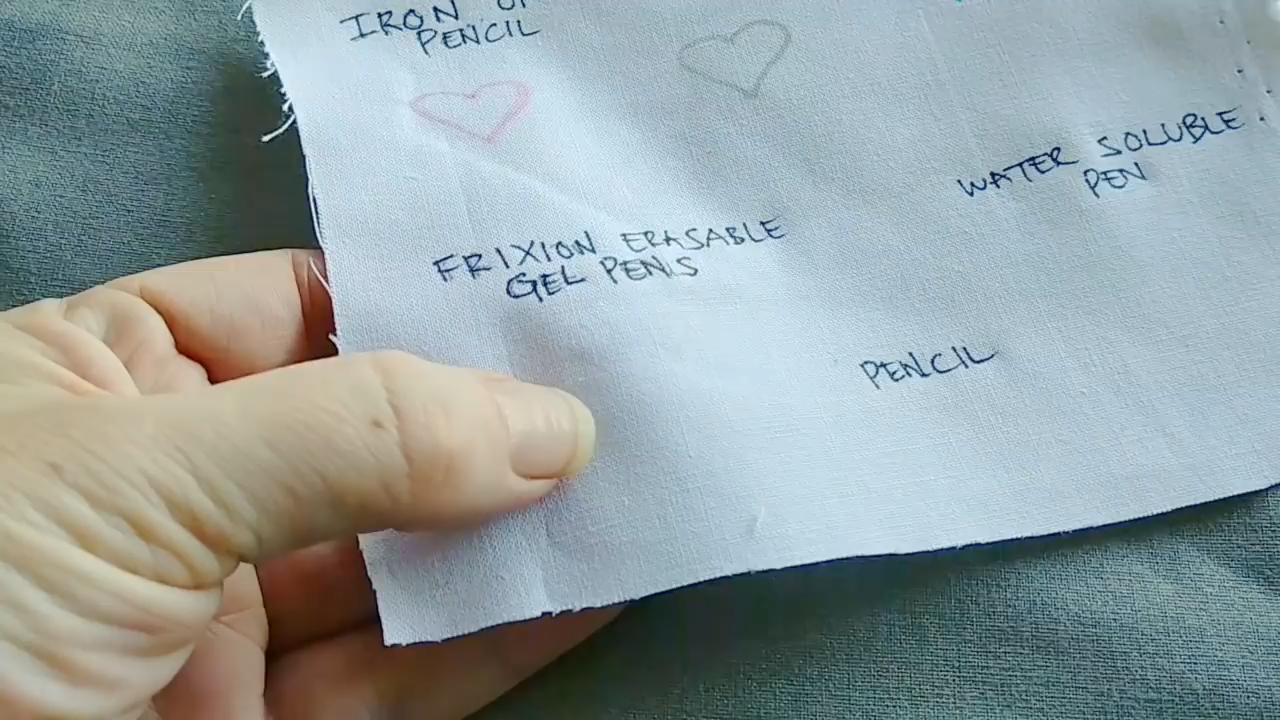 IRON
PENCIL
WATER SOLUBLE
PEN
FRIXION ERASABLE
GEL PENS
PENCIL